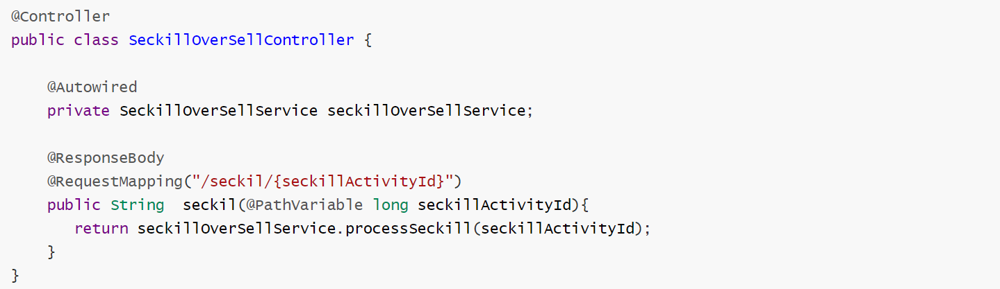 @Controller
public class SeckillOverSellController {
@Autowired
private SeckillOverSellService seckillOverSellService;
@ResponseBody
@RequestMapping("/seckil/{seckillActivityId}")
public String  seckil(@PathVariable long seckillActivityId){
return seckillOverSellService.processSeckill(seckillActivityId);
}
}